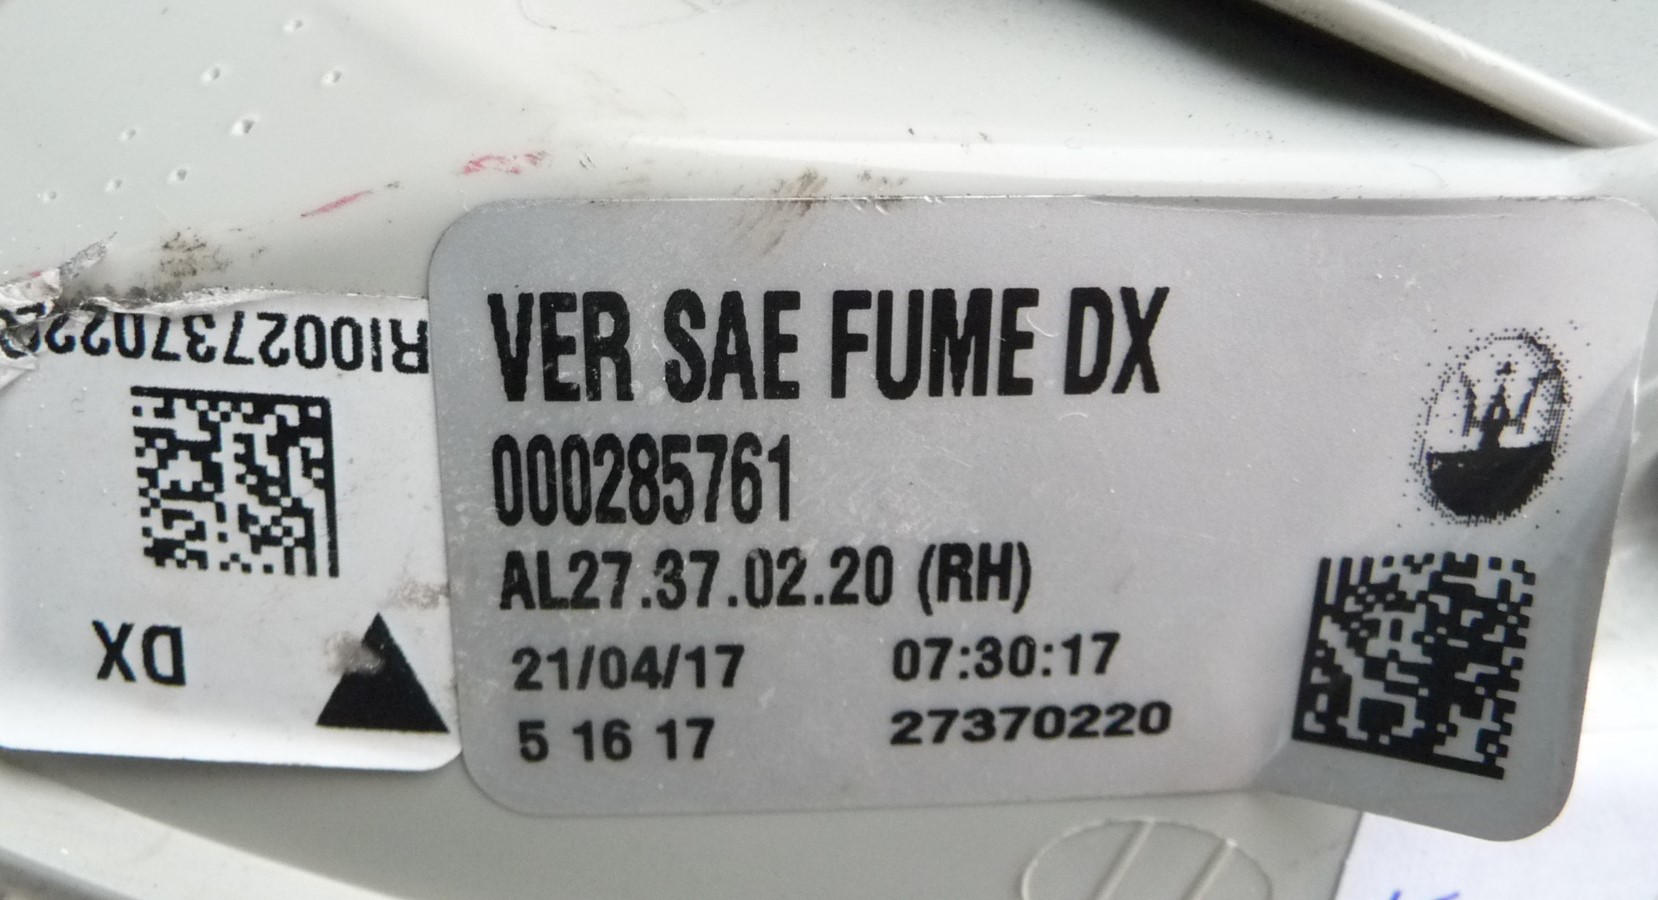 VER SAE FUME DX
000285761
AL27.37.02.20 (RH)
21/04/17 07:30:17
5 16 17 27370220
DX